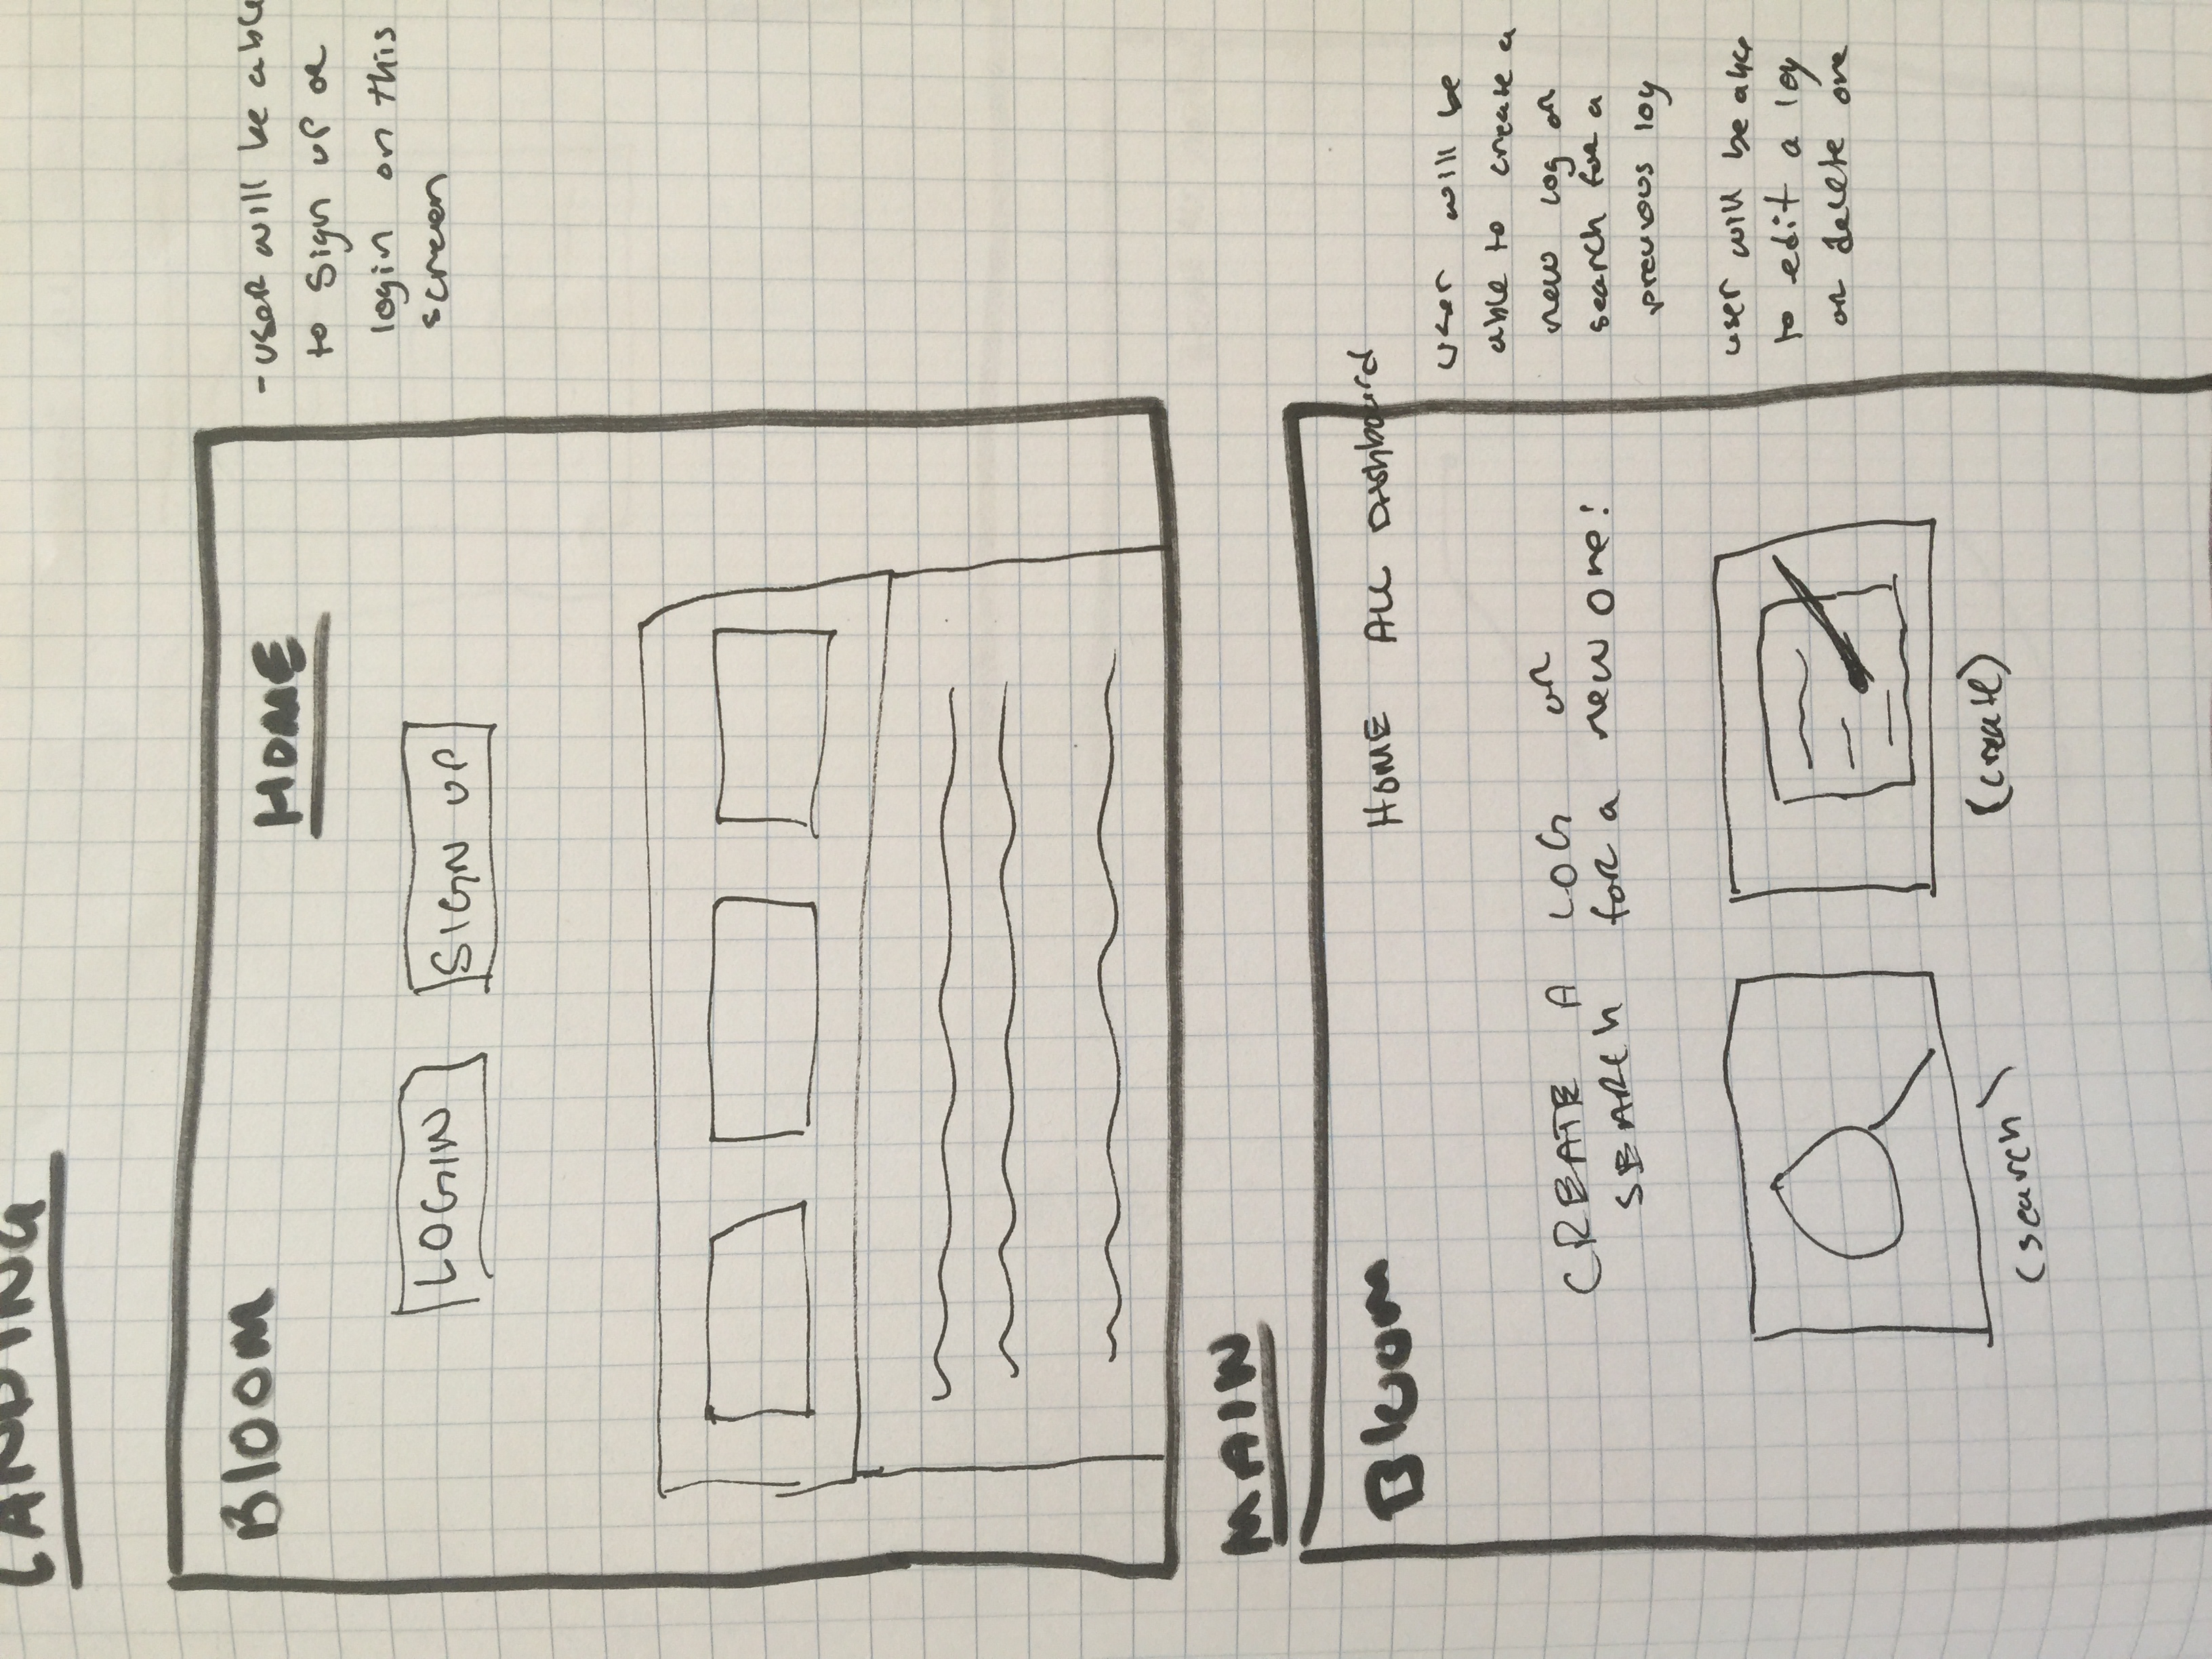 LANDING
Bloom
HOME
LOGIN
SIGN UP
- user will be able
to sign up or
login on this
screen
MAIN
Bloom
HOME ALL Dashboard
CREATE A LOG or
SEARCh for a new one!
(search)
(create)
user will be
able to create a
new log or
search for a
previous log
user will be able
to edit a log
or delete one